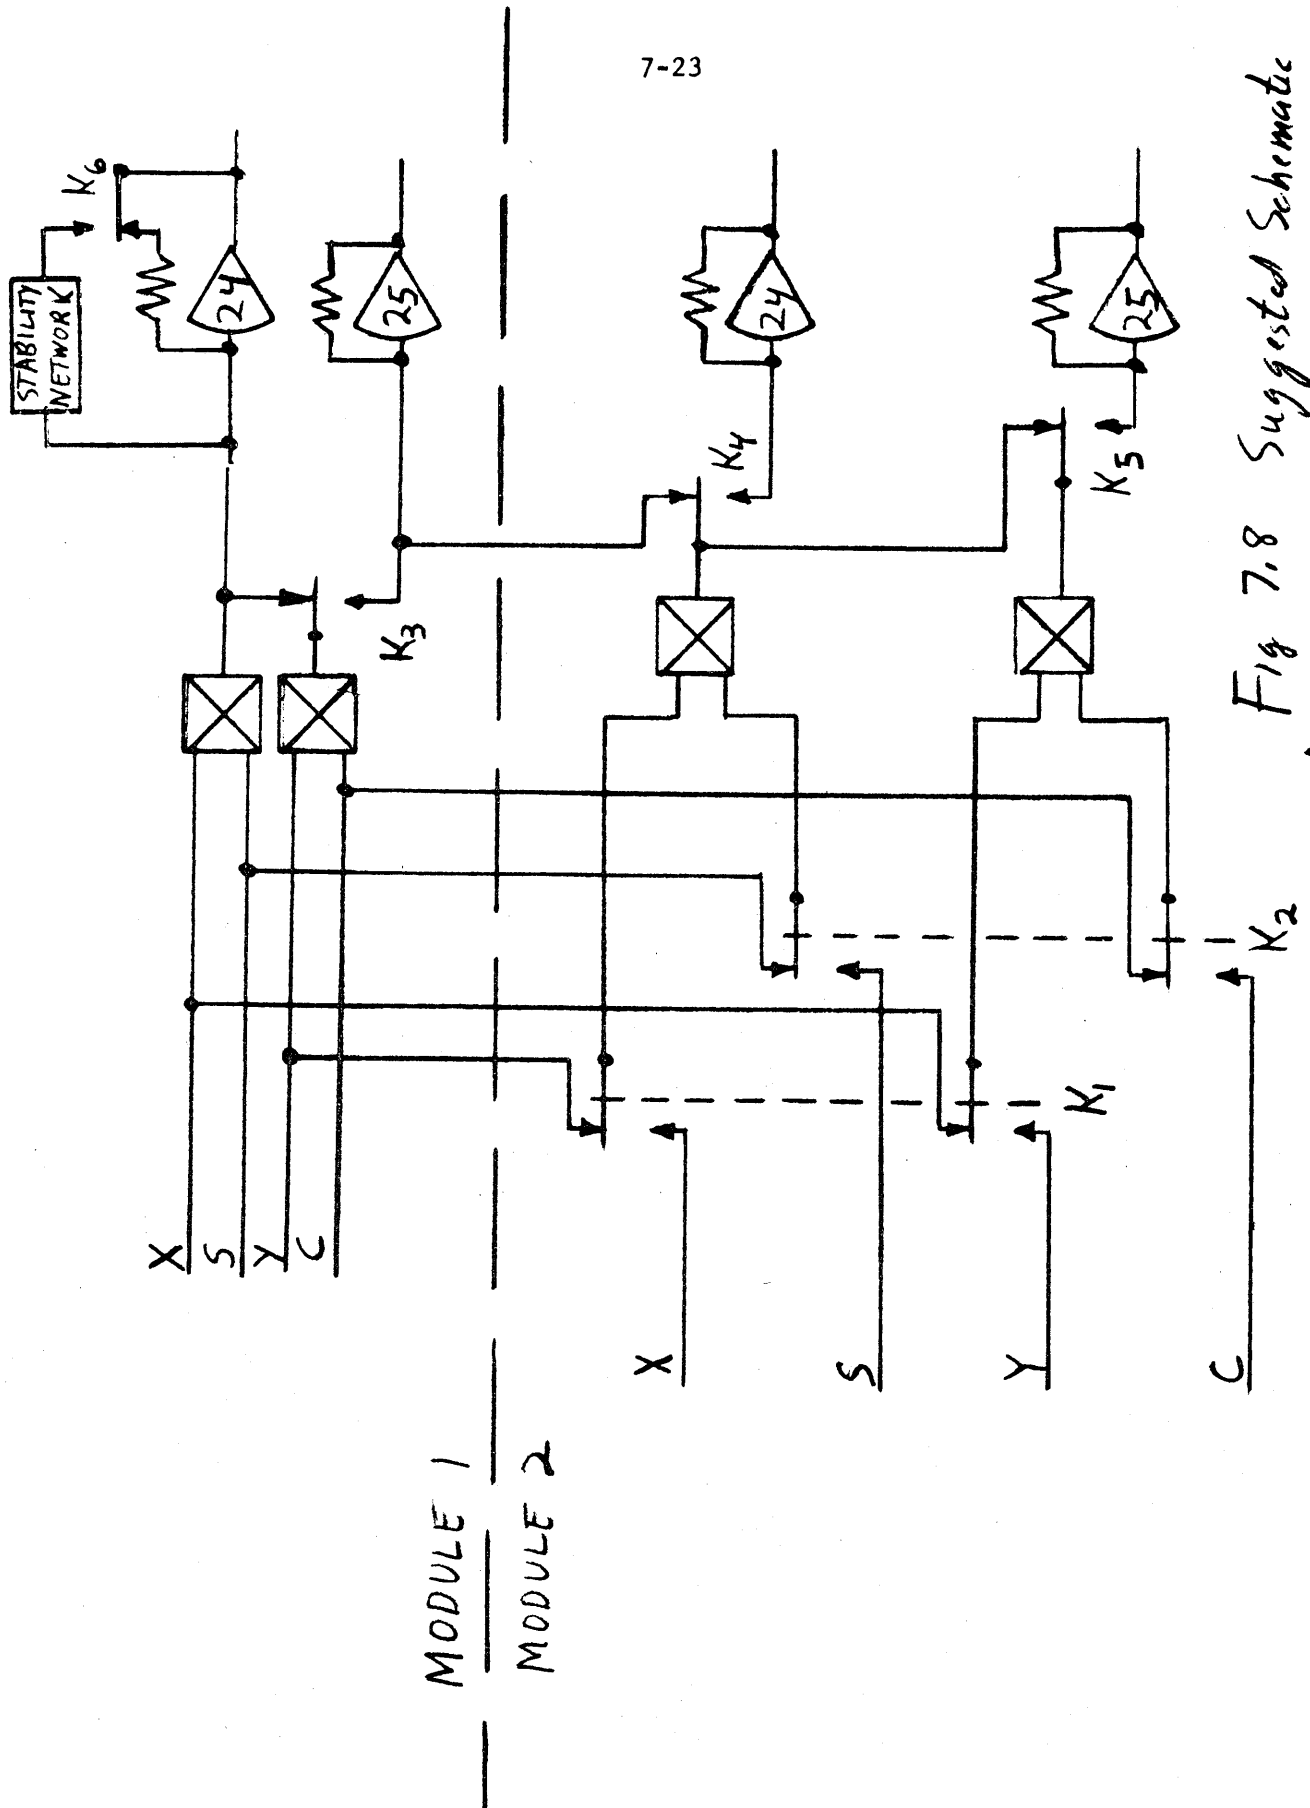 7-23
STABILITY
NETWORK
K6
24
25
K3
X
S
Y
C
MODULE 1
MODULE 2
24
K4
25
K5
X
S
Y
C
K1
K2
Fig 7.8 Suggested Schematic